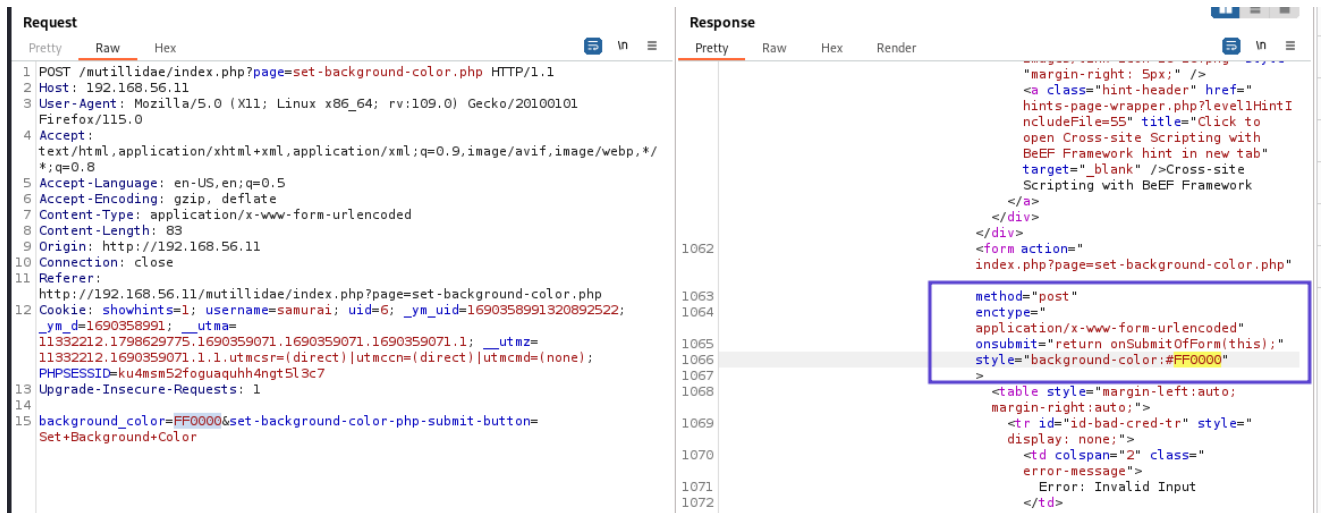 Request
Pretty Raw Hex
\n
1 POST /mutillidae/index.php?page=set-background-color.php HTTP/1.1
2 Host: 192.168.56.11
3 User-Agent: Mozilla/5.0 (X11; Linux x86_64; rv:109.0) Gecko/20100101
Firefox/115.0
4 Accept:
text/html,application/xhtml+xml,application/xml;q=0.9,image/avif,image/webp,*/
*;q=0.8
5 Accept-Language: en-US,en;q=0.5
6 Accept-Encoding: gzip, deflate
7 Content-Type: application/x-www-form-urlencoded
8 Content-Length: 83
9 Origin: http://192.168.56.11
10 Connection: close
11 Referer:
http://192.168.56.11/mutillidae/index.php?page=set-background-color.php
12 Cookie: showhints=1; username=samurai; uid=6; _ym_uid=1690358991320892522;
_ym_d=1690358991; __utma=
11332212.1798629775.1690359071.1690359071.1690359071.1; __utmz=
11332212.1690359071.1.1.utmcsr=(direct)|utmccn=(direct)|utmcmd=(none);
PHPSESSID=ku4msm52foguaquhh4ngt5l3c7
13 Upgrade-Insecure-Requests: 1
14
15 background_color=FF0000&set-background-color-php-submit-button=
Set+Background+Color
Response
Pretty Raw Hex Render
\n
"margin-right: 5px;" />
<a class="hint-header" href="
hints-page-wrapper.php?level1HintI
ncludeFile=55" title="Click to
open Cross-site Scripting with
BeEF Framework hint in new tab"
target="_blank" />Cross-site
Scripting with BeEF Framework
</a>
</div>
</div>
1062 <form action="
index.php?page=set-background-color.php"
1063 method="post"
1064 enctype="
application/x-www-form-urlencoded"
1065 onsubmit="return onSubmitOfForm(this);"
1066 style="background-color:#FF0000"
1067 >
1068 <table style="margin-left:auto;
margin-right:auto;">
1069 <tr id="id-bad-cred-tr" style="
display: none;">
1070 <td colspan="2" class="
error-message">
1071 Error: Invalid Input
1072 </td>